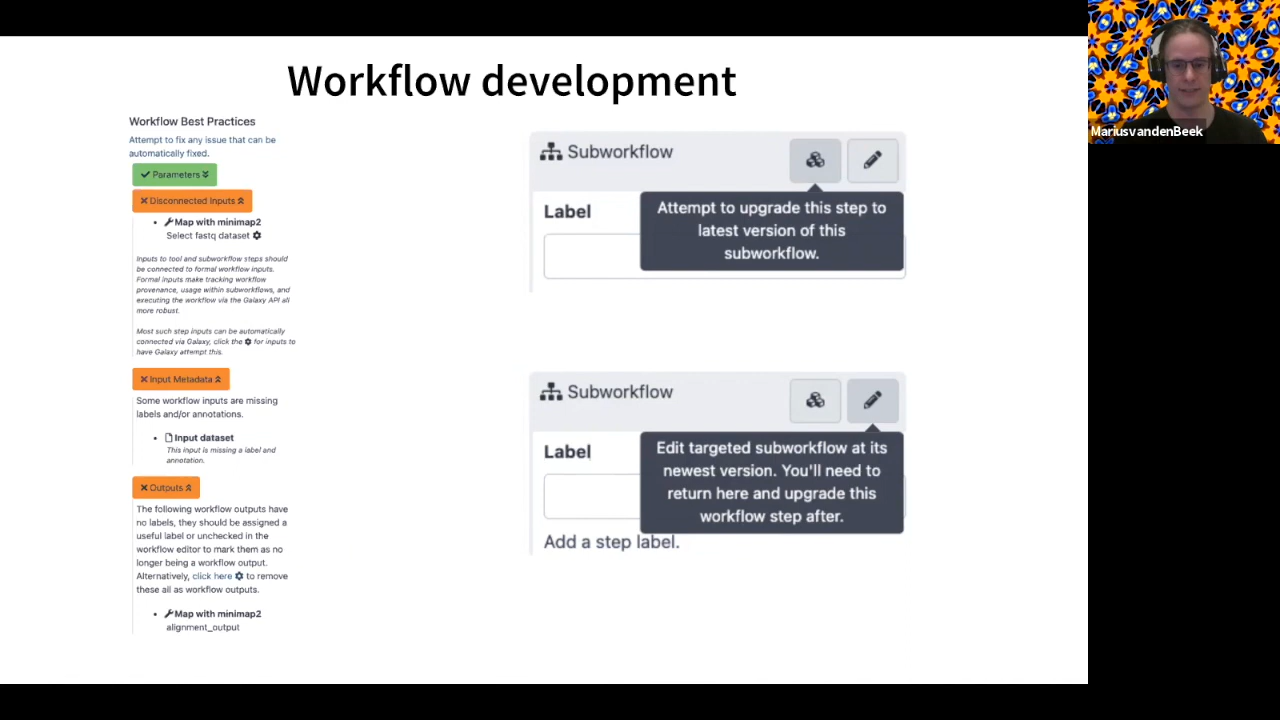 Workflow development
Workflow Best Practices
Attempt to fix any issue that can be
automatically fixed.
Parameters
Disconnected Inputs
Map with minimap2
Select fastq dataset
Inputs to tool and subworkflow steps should
be connected to formal workflow inputs.
Formal inputs make tracking workflow
provenance, usage within subworkflows, and
executing the workflow via the Galaxy API all
more robust.
Most such step inputs can be automatically
connected via Galaxy, click the for inputs to
have Galaxy attempt this.
Input Metadata
Some workflow inputs are missing
labels and/or annotations.
Input dataset
This input is missing a label and
annotation.
Outputs
The following workflow outputs have
no labels, they should be assigned a
useful label or unchecked in the
workflow editor to mark them as no
longer being a workflow output.
Alternatively, click here to remove
these all as workflow outputs.
Map with minimap2
alignment_output
Subworkflow
Label
Attempt to upgrade this step to
latest version of this
subworkflow.
Subworkflow
Label
Edit targeted subworkflow at its
newest version. You'll need to
return here and upgrade this
workflow step after.
Add a step label.
MariusvandenBeek